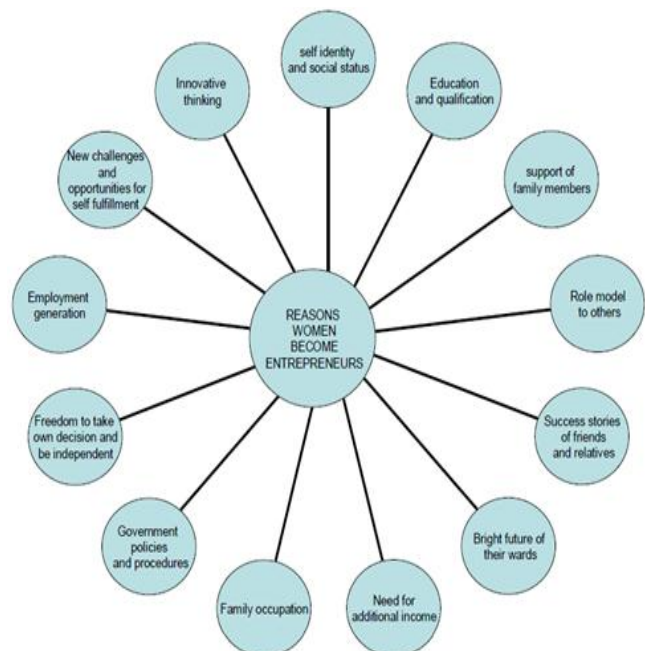 self identity
and social status
Education
and qualification
support of
family members
Role model
to others
Success stories
of friends
and relatives
Bright future of
their wards
Need for
additional income
Family occupation
Government
policies
and procedures
Freedom to take
own decision and
be independent
Employment
generation
New challenges
and
opportunities for
self fulfillment
Innovative
thinking
REASONS
WOMEN
BECOME
ENTREPRENEURS